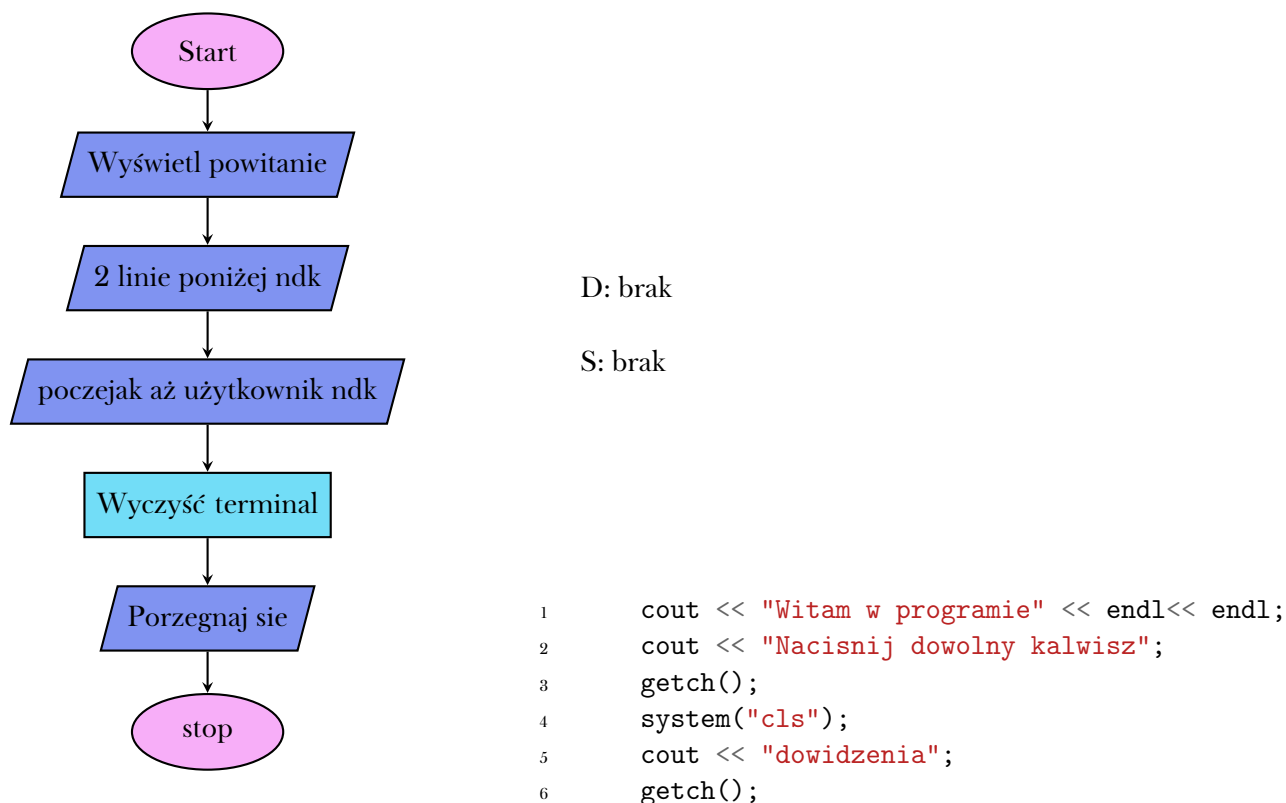 Start
Wyświetl powitanie
2 linie poniżej ndk
poczejak aż użytkownik ndk
Wyczyść terminal
Porzegnaj sie
stop
D: brak
S: brak
1 cout << "Witam w programie" << endl<< endl;
2 cout << "Nacisnij dowolny kalwisz";
3 getch();
4 system("cls");
5 cout << "dowidzenia";
6 getch();